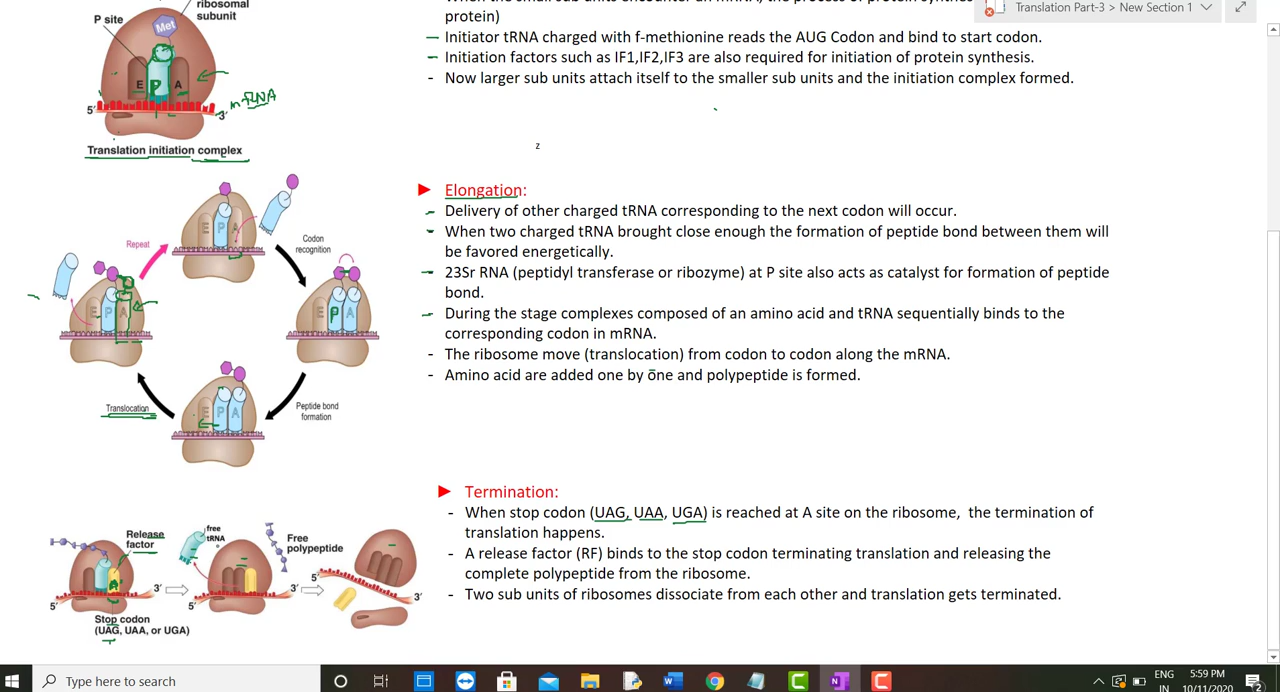 ribosomal
subunit
P site
Met
E P A
mRNA
5'
3'
Translation initiation complex
protein)
Initiator tRNA charged with f-methionine reads the AUG Codon and bind to start codon.
Initiation factors such as IF1,IF2,IF3 are also required for initiation of protein synthesis.
- Now larger sub units attach itself to the smaller sub units and the initiation complex formed.
z
Translation Part-3 > New Section 1
E P A
Repeat
Codon
recognition
E P A
P A
Peptide bond
formation
E P A
Translocation
Elongation:
Delivery of other charged tRNA corresponding to the next codon will occur.
When two charged tRNA brought close enough the formation of peptide bond between them will
be favored energetically.
23Sr RNA (peptidyl transferase or ribozyme) at P site also acts as catalyst for formation of peptide
bond.
During the stage complexes composed of an amino acid and tRNA sequentially binds to the
corresponding codon in mRNA.
- The ribosome move (translocation) from codon to codon along the mRNA.
- Amino acid are added one by one and polypeptide is formed.
Termination:
- When stop codon (UAG, UAA, UGA) is reached at A site on the ribosome, the termination of
translation happens.
- A release factor (RF) binds to the stop codon terminating translation and releasing the
complete polypeptide from the ribosome.
- Two sub units of ribosomes dissociate from each other and translation gets terminated.
Release
factor
A
3'
5'
Stop codon
(UAG, UAA, or UGA)
free
tRNA
3'
5'
Free
polypeptide
5'
3'
Type here to search
ENG
IN
5:59 PM
10/11/2020
2